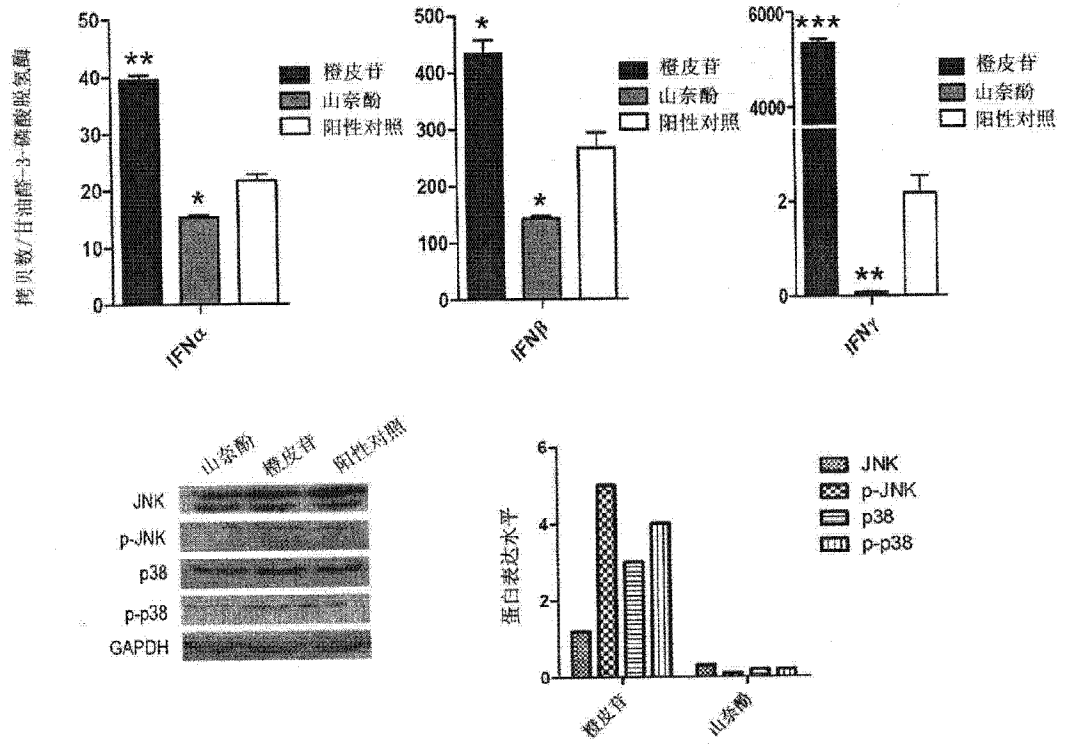 拷贝数/甘油醛-3-磷酸脱氢酶
50
40
30
20
10
0
**
*
橙皮苷
山奈酚
阳性对照
IFNα
500
400
300
200
100
0
*
*
橙皮苷
山奈酚
阳性对照
IFNβ
6000
4000
2
0
***
**
橙皮苷
山奈酚
阳性对照
IFNγ
山奈酚 橙皮苷 阳性对照
JNK
p-JNK
p38
p-p38
GAPDH
蛋白表达水平
6
4
2
0
橙皮苷
山奈酚
JNK
p-JNK
p38
p-p38